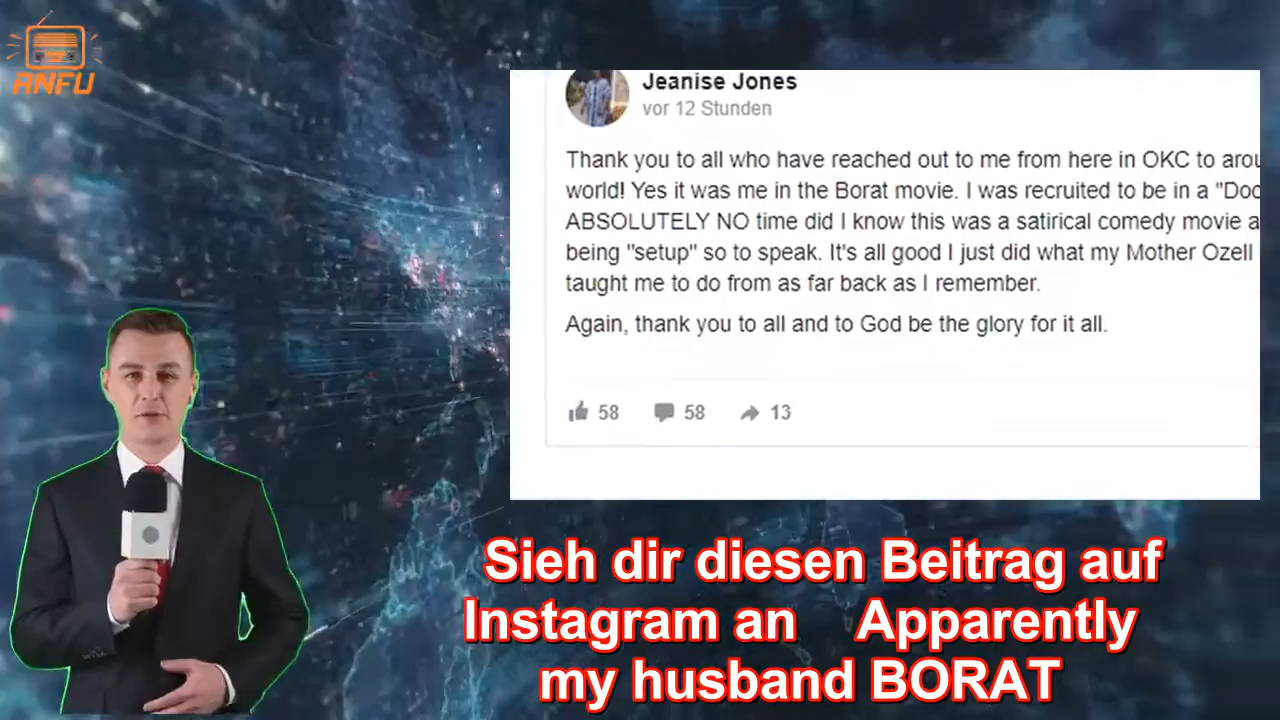 ANFU
Jeanise Jones
vor 12 Stunden
Thank you to all who have reached out to me from here in OKC to arou
world! Yes it was me in the Borat movie. I was recruited to be in a "Doc
ABSOLUTELY NO time did I know this was a satirical comedy movie a
being "setup" so to speak. It's all good I just did what my Mother Ozell
taught me to do from as far back as I remember.
Again, thank you to all and to God be the glory for it all.
58 58 13
Sieh dir diesen Beitrag auf
Instagram an Apparently
my husband BORAT